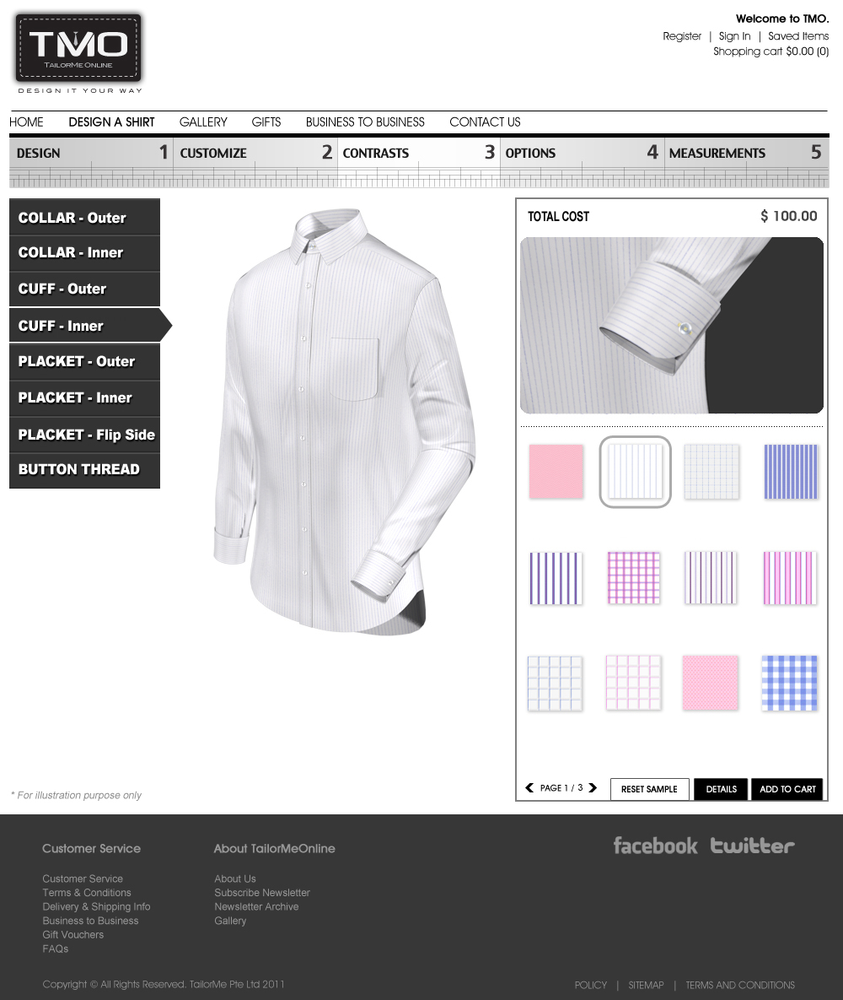 TMO
TAILORME ONLINE
DESIGN IT YOUR WAY
Welcome to TMO.
Register | Sign In | Saved Items
Shopping cart $0.00 (0)
HOME DESIGN A SHIRT GALLERY GIFTS BUSINESS TO BUSINESS CONTACT US
DESIGN 1 CUSTOMIZE 2 CONTRASTS 3 OPTIONS 4 MEASUREMENTS 5
COLLAR - Outer
COLLAR - Inner
CUFF - Outer
CUFF - Inner
PLACKET - Outer
PLACKET - Inner
PLACKET - Flip Side
BUTTON THREAD
TOTAL COST $ 100.00
PAGE 1 / 3 RESET SAMPLE DETAILS ADD TO CART
* For illustration purpose only
Customer Service
Customer Service
Terms & Conditions
Delivery & Shipping Info
Business to Business
Gift Vouchers
FAQs
About TailorMeOnline
About Us
Subscribe Newsletter
Newsletter Archive
Gallery
facebook twitter
Copyright © All Rights Reserved. TailorMe Pte Ltd 2011
POLICY | SITEMAP | TERMS AND CONDITIONS